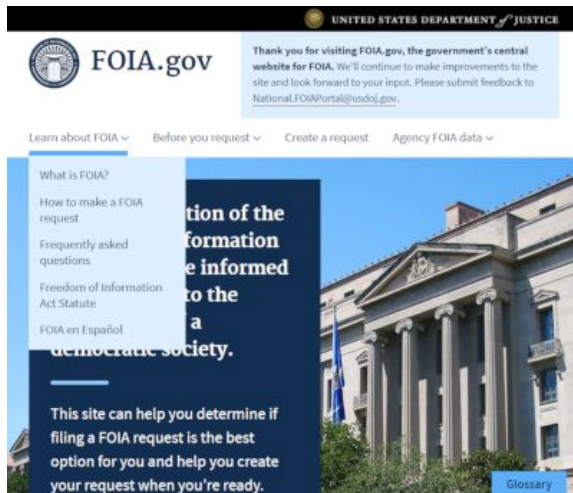 UNITED STATES DEPARTMENT of JUSTICE
FOIA.gov
Thank you for visiting FOIA.gov, the government's central
website for FOIA. We'll continue to make improvements to the
site and look forward to your input. Please submit feedback to
National.FOIAPortal@usdoj.gov.
Learn about FOIA Before you request Create a request Agency FOIA data
What is FOIA?
How to make a FOIA
request
Frequently asked
questions
Freedom of Information
Act Statute
FOIA en Español
tion of the
formation
e informed
to the
a
democratic society.
This site can help you determine if
filing a FOIA request is the best
option for you and help you create
your request when you're ready.
Glossary